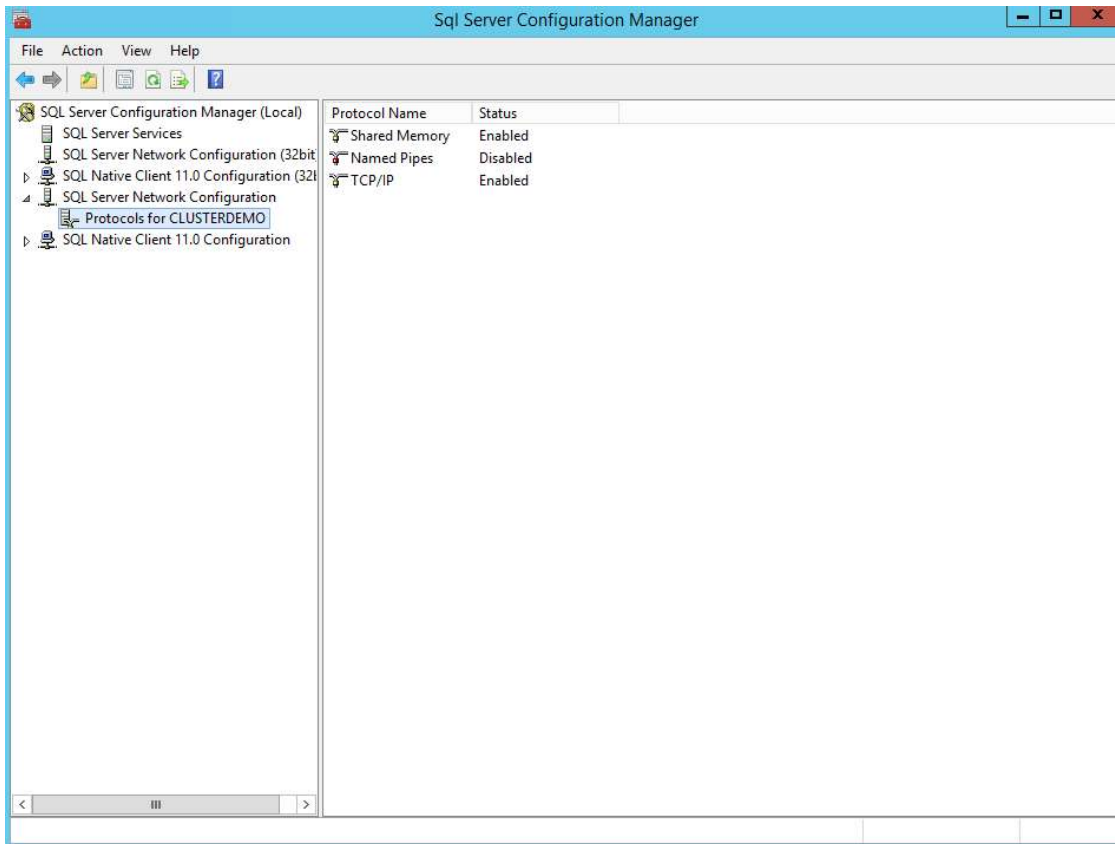 Sql Server Configuration Manager
File Action View Help
SQL Server Configuration Manager (Local)
SQL Server Services
SQL Server Network Configuration (32bit
SQL Native Client 11.0 Configuration (32b
SQL Server Network Configuration
Protocols for CLUSTERDEMO
SQL Native Client 11.0 Configuration
Protocol Name Status
Shared Memory Enabled
Named Pipes Disabled
TCP/IP Enabled